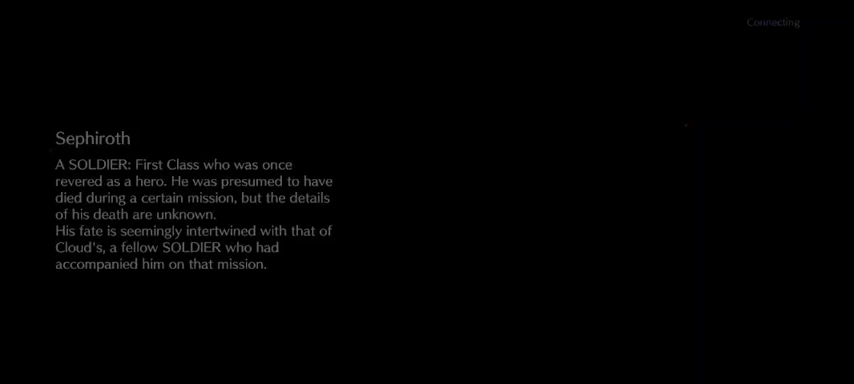 Connecting
Sephiroth
A SOLDIER: First Class who was once
revered as a hero. He was presumed to have
died during a certain mission, but the details
of his death are unknown.
His fate is seemingly intertwined with that of
Cloud's, a fellow SOLDIER who had
accompanied him on that mission.